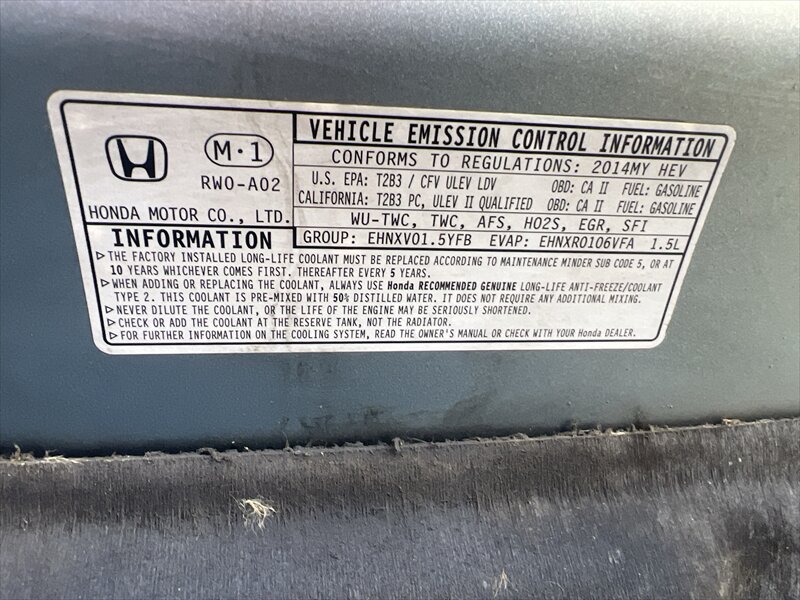 M·1
RW0-A02
HONDA MOTOR CO., LTD.
VEHICLE EMISSION CONTROL INFORMATION
CONFORMS TO REGULATIONS: 2014MY HEV
U.S. EPA: T2B3 / CFV ULEV LDV OBD: CA II FUEL: GASOLINE
CALIFORNIA: T2B3 PC, ULEV II QUALIFIED OBD: CA II FUEL: GASOLINE
WU-TWC, TWC, AFS, HO2S, EGR, SFI
GROUP: EHNXV01.5YFB EVAP: EHNXR0106VFA 1.5L
INFORMATION
▷THE FACTORY INSTALLED LONG-LIFE COOLANT MUST BE REPLACED ACCORDING TO MAINTENANCE MINDER SUB CODE 5, OR AT
10 YEARS WHICHEVER COMES FIRST. THEREAFTER EVERY 5 YEARS.
▷WHEN ADDING OR REPLACING THE COOLANT, ALWAYS USE Honda RECOMMENDED GENUINE LONG-LIFE ANTI-FREEZE/COOLANT
TYPE 2. THIS COOLANT IS PRE-MIXED WITH 50% DISTILLED WATER. IT DOES NOT REQUIRE ANY ADDITIONAL MIXING.
▷NEVER DILUTE THE COOLANT, OR THE LIFE OF THE ENGINE MAY BE SERIOUSLY SHORTENED.
▷CHECK OR ADD THE COOLANT AT THE RESERVE TANK, NOT THE RADIATOR.
▷FOR FURTHER INFORMATION ON THE COOLING SYSTEM, READ THE OWNER'S MANUAL OR CHECK WITH YOUR Honda DEALER.